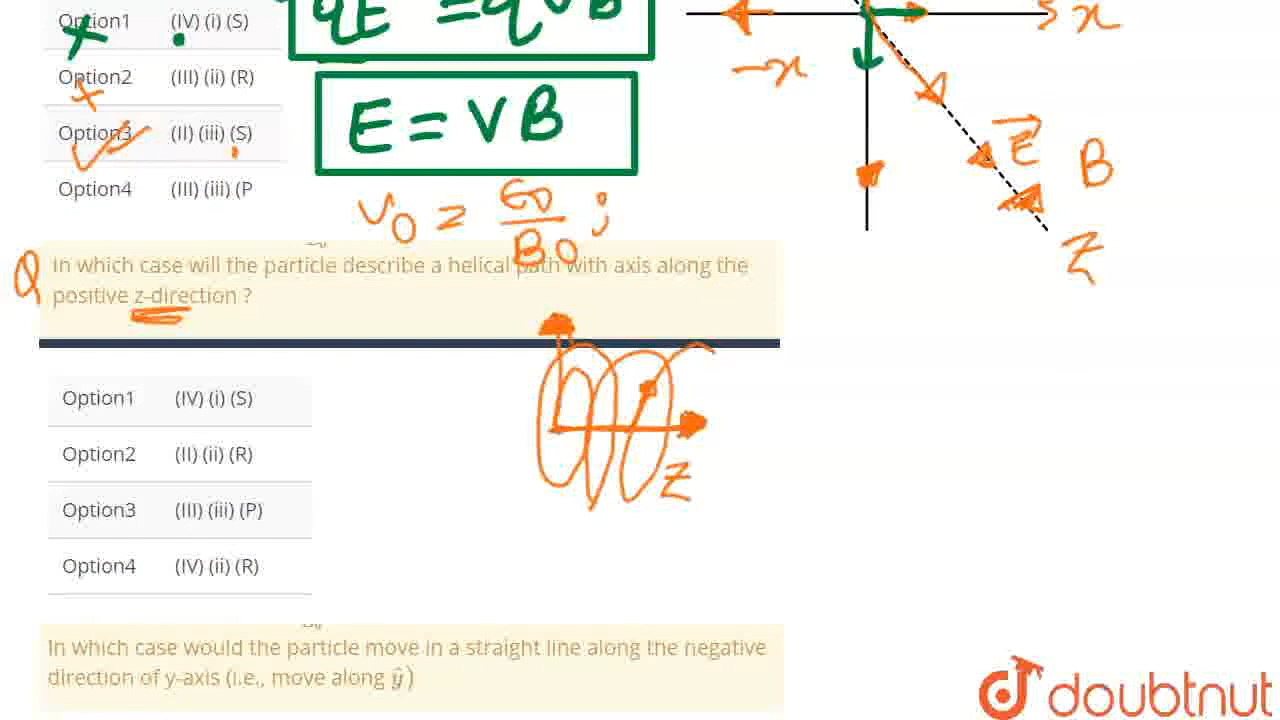 Option1 (IV) (i) (S)
qE = qVB
x
Option2 (III) (ii) (R)
-x
E = VB
Option3 (II) (iii) (S)
E B
Option4 (III) (iii) (P
v0 = E0/B0 ;
Z
Q In which case will the particle describe a helical path with axis along the
positive z-direction ?
Option1 (IV) (i) (S)
Option2 (II) (ii) (R)
Z
Option3 (III) (iii) (P)
Option4 (IV) (ii) (R)
In which case would the particle move in a straight line along the negative
direction of y-axis (i.e., move along ŷ)
doubtnut